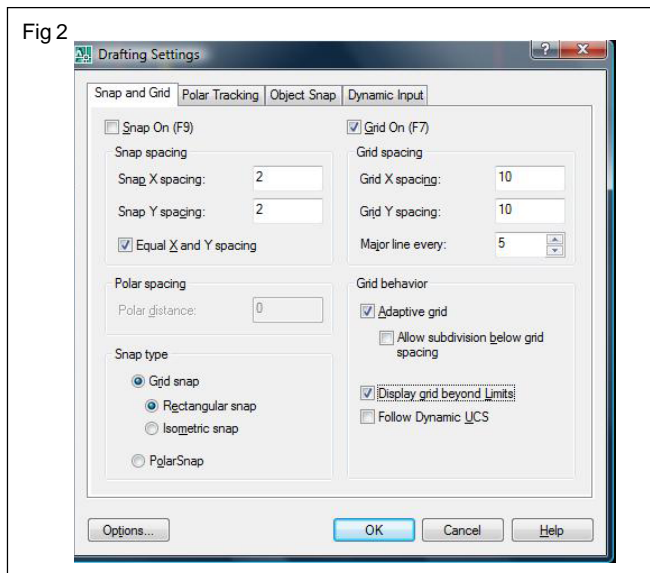 Fig 2
Drafting Settings
Snap and Grid Polar Tracking Object Snap Dynamic Input
Snap On (F9)
Snap spacing
Snap X spacing: 2
Snap Y spacing: 2
Equal X and Y spacing
Polar spacing
Polar distance: 0
Snap type
Grid snap
Rectangular snap
Isometric snap
PolarSnap
Grid On (F7)
Grid spacing
Grid X spacing: 10
Grid Y spacing: 10
Major line every: 5
Grid behavior
Adaptive grid
Allow subdivision below grid
spacing
Display grid beyond Limits
Follow Dynamic UCS
Options... OK Cancel Help